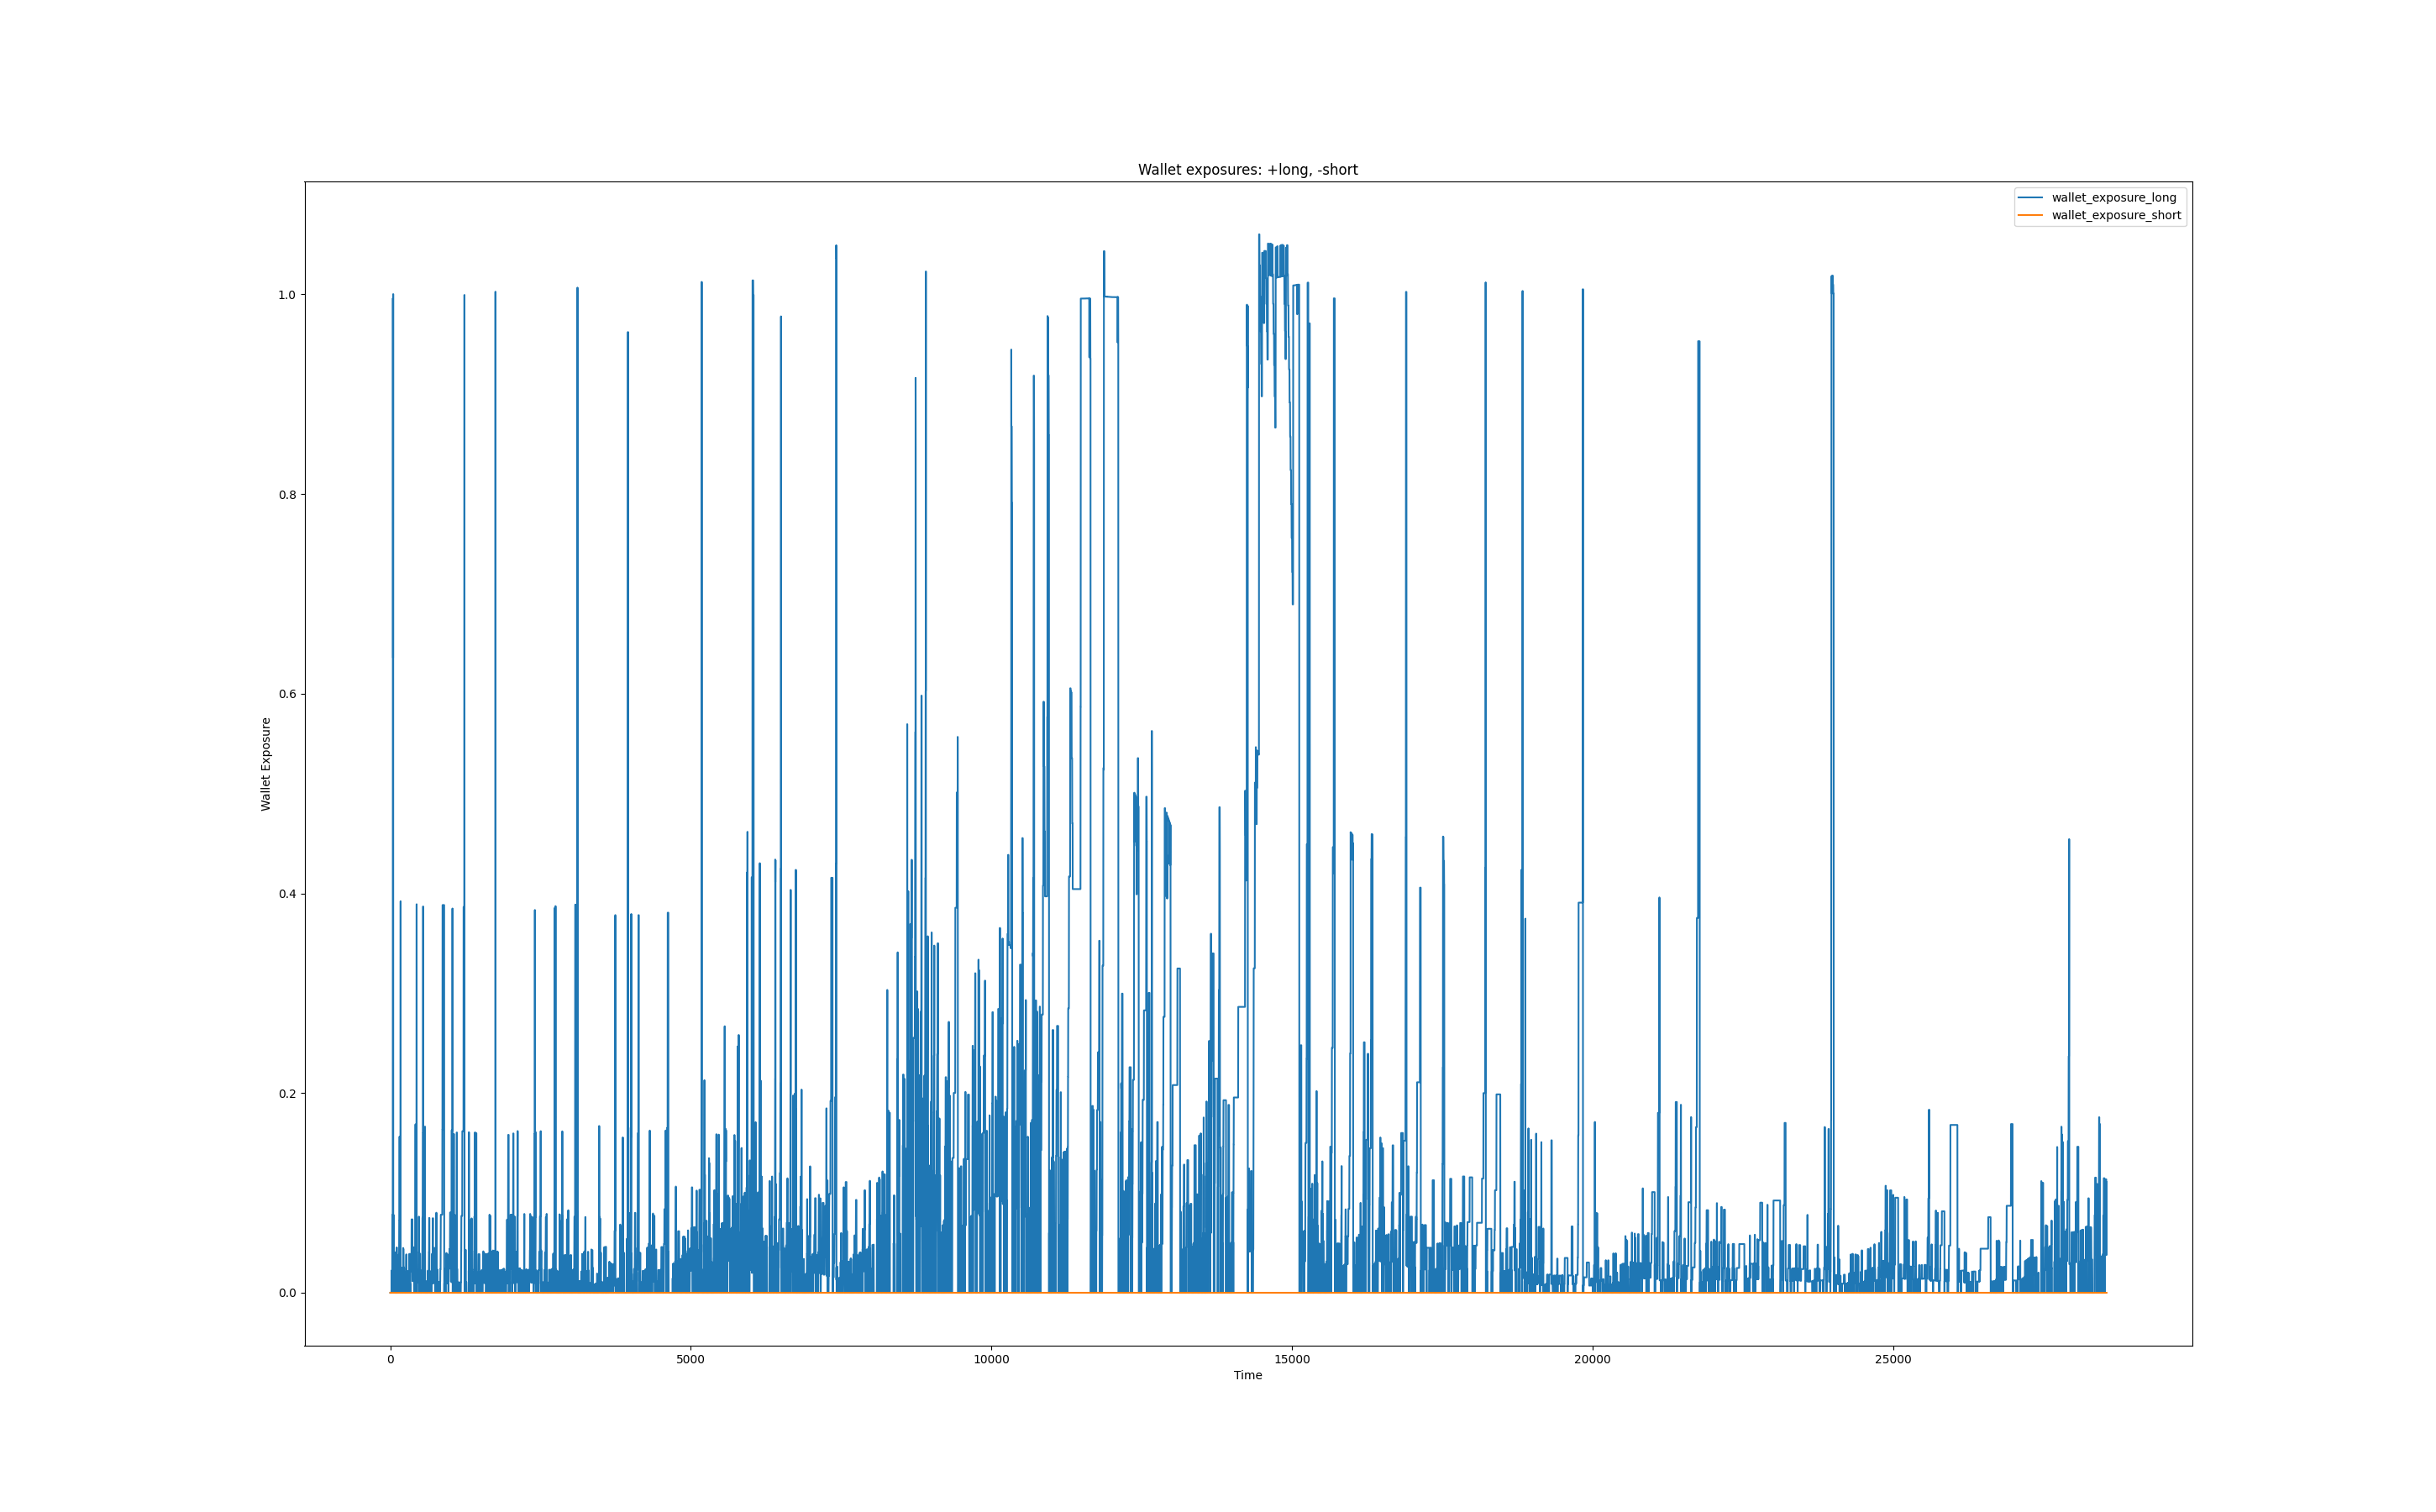 Wallet exposures: +long, -short
wallet_exposure_long
wallet_exposure_short
1.0
0.8
0.6
0.4
0.2
0.0
Wallet Exposure
0 5000 10000 15000 20000 25000
Time